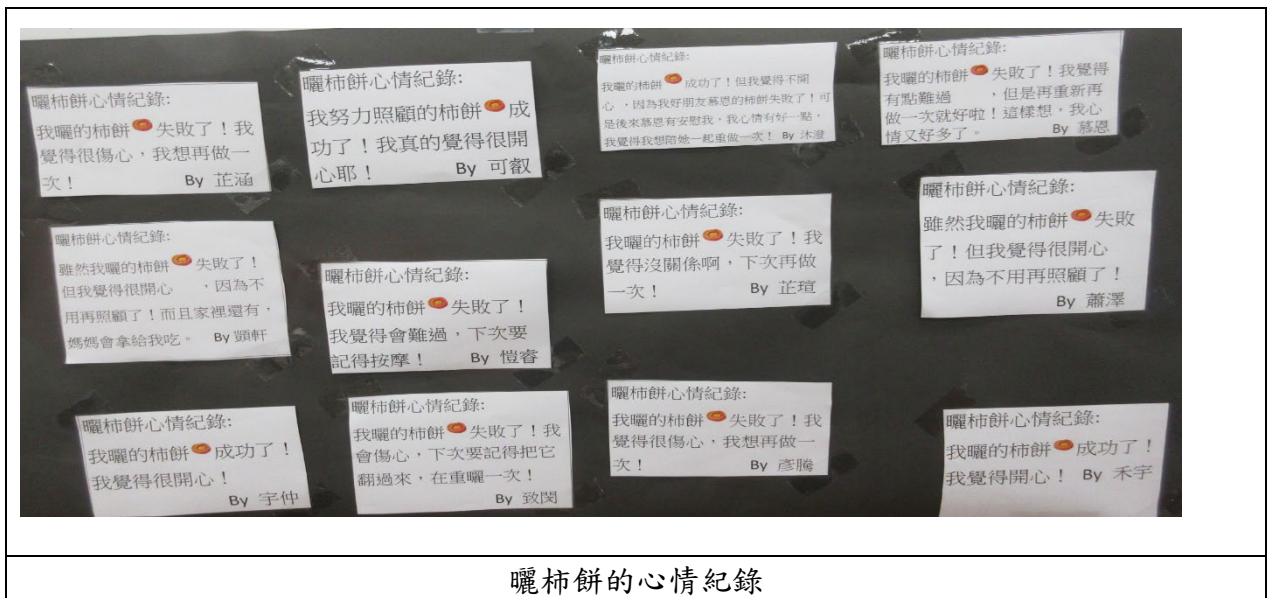 曬柿餅心情紀錄:
我曬的柿餅失敗了！我
覺得很傷心，我想再做一
次！ By 芷涵
曬柿餅心情紀錄:
我努力照顧的柿餅成
功了！我真的覺得很開
心耶！ By 可叡
曬柿餅心情紀錄:
我曬的柿餅成功了！但我覺得不開
心，因為我好朋友慕恩的柿餅失敗了！可
是後來慕恩有安慰我，我心情有好一點，
我覺得我想陪她一起重做一次！ By 沐澄
曬柿餅心情紀錄:
我曬的柿餅失敗了！我覺得
有點難過，但是再重新再
做一次就好啦！這樣想，我心
情又好多了。 By 慕恩
曬柿餅心情紀錄:
雖然我曬的柿餅失敗了！
但我覺得很開心，因為不
用再照顧了！而且家裡還有，
媽媽會拿給我吃。 By 顗軒
曬柿餅心情紀錄:
我曬的柿餅失敗了！
我覺得會難過，下次要
記得按摩！ By 愷睿
曬柿餅心情紀錄:
我曬的柿餅失敗了！我
覺得沒關係啊，下次再做
一次！ By 芷瑄
曬柿餅心情紀錄:
雖然我曬的柿餅失敗
了！但我覺得很開心
，因為不用再照顧了！
By 蕭澤
曬柿餅心情紀錄:
我曬的柿餅成功了！
我覺得很開心！
By 宇仲
曬柿餅心情紀錄:
我曬的柿餅失敗了！我
會傷心，下次要記得把它
翻過來，在重曬一次！
By 致閔
曬柿餅心情紀錄:
我曬的柿餅失敗了！我
覺得很傷心，我想再做一
次！ By 彥騰
曬柿餅心情紀錄:
我曬的柿餅成功了！
我覺得開心！ By 禾宇
曬柿餅的心情紀錄